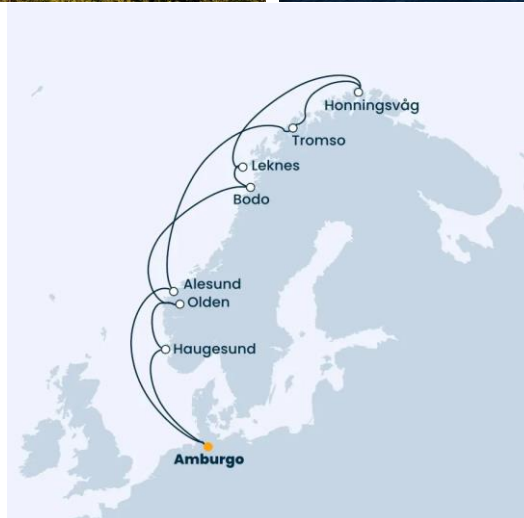 Honningsvåg
Tromso
Leknes
Bodo
Alesund
Olden
Haugesund
Amburgo